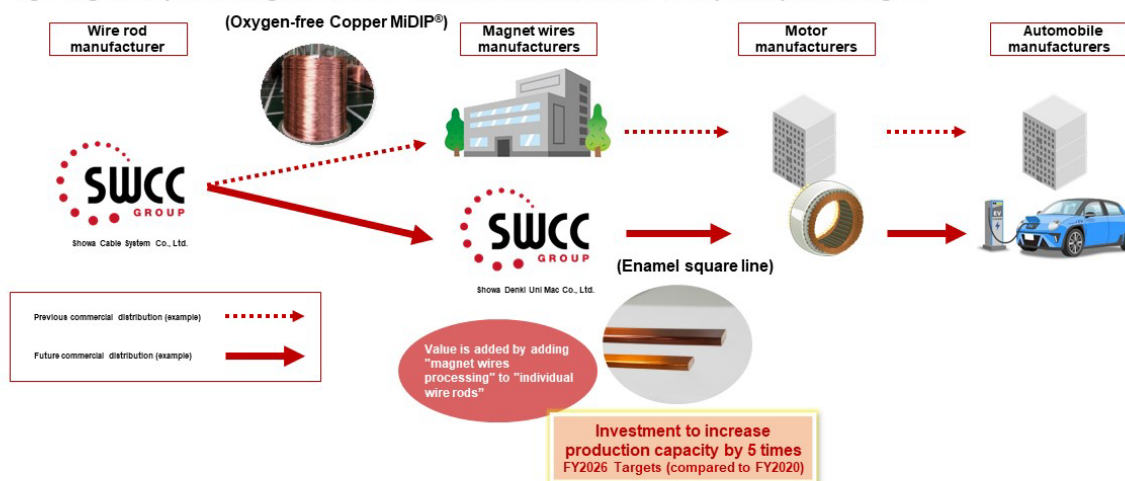 (Oxygen-free Copper MiDIP®)
Wire rod
manufacturer
Magnet wires
manufacturers
Motor
manufacturers
Automobile
manufacturers
SWCC
GROUP
Showa Cable System Co., Ltd.
SWCC
GROUP
Showa Denki Uni Mac Co., Ltd.
(Enamel square line)
EV
Previous commercial distribution (example)
Future commercial distribution (example)
Value is added by adding
"magnet wires
processing" to "individual
wire rods"
Investment to increase
production capacity by 5 times
FY2026 Targets (compared to FY2020)